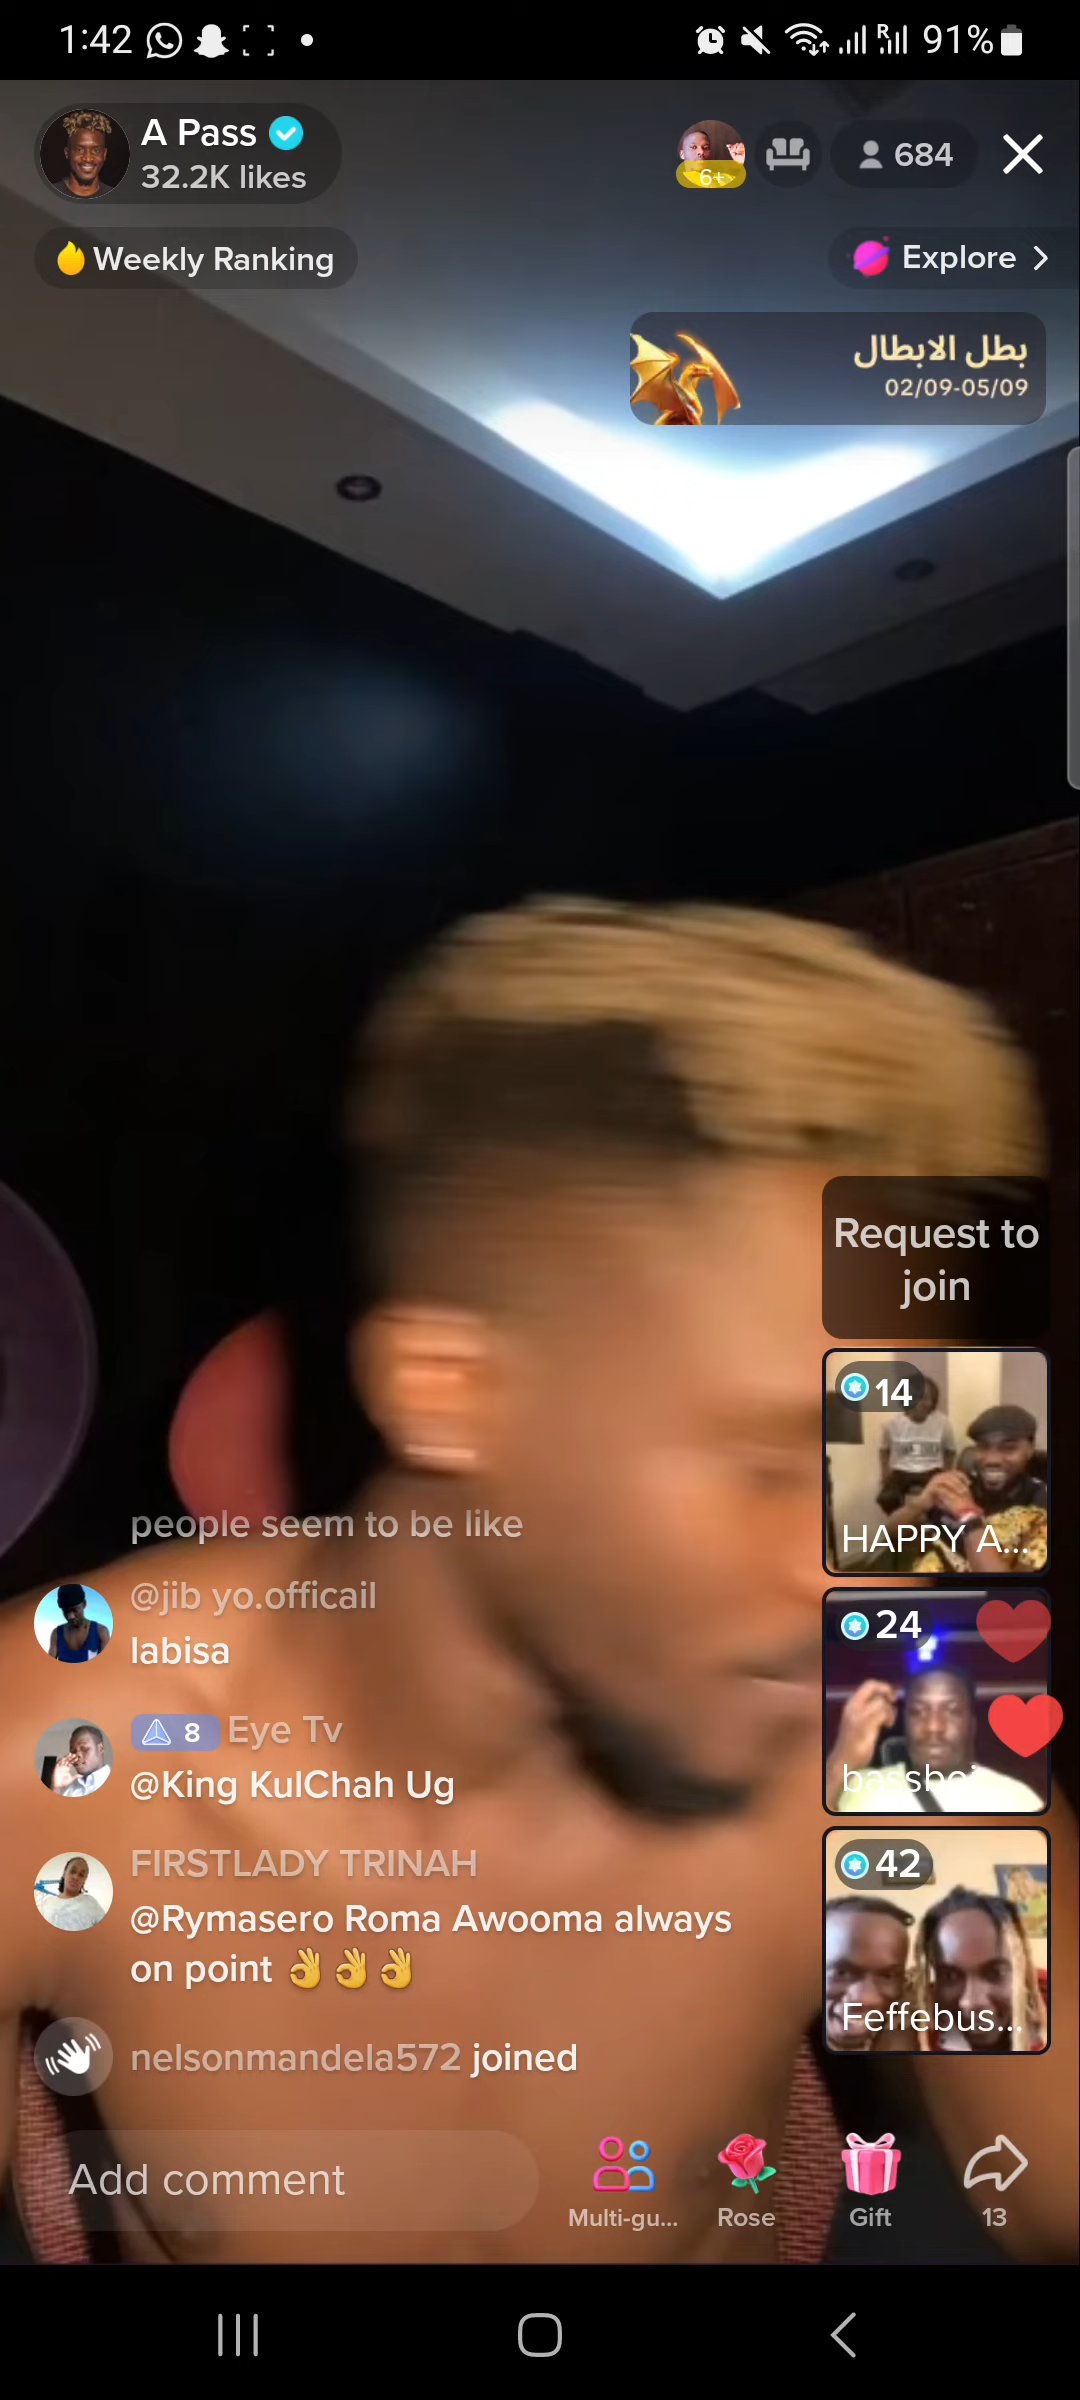 1:42
R
91%
A Pass
32.2K likes
6+
684
Weekly Ranking
Explore
بطل الابطال
02/09-05/09
Request to
join
14
HAPPY A...
24
42
Feffebus...
people seem to be like
@jib yo.officail
labisa
8 Eye Tv
@King KulChah Ug
FIRSTLADY TRINAH
@Rymasero Roma Awooma always
on point 👌👌👌
nelsonmandela572 joined
Add comment
Multi-gu...
Rose
Gift
13